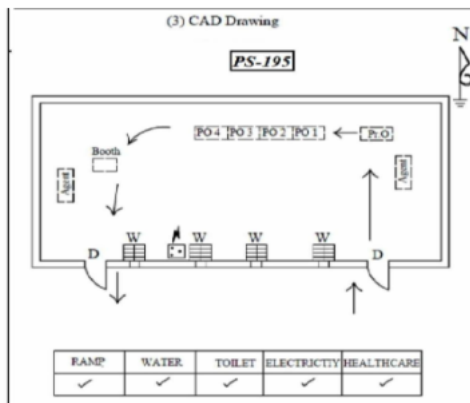 (3) CAD Drawing
PS-195
N
PO 4 PO 3 PO 2 PO 1 Pr.O
Booth
Agent
Agent
W W W W
D D
RAMP WATER TOILET ELECTRICTIY HEALTHCARE
✓ ✓ ✓ ✓ ✓